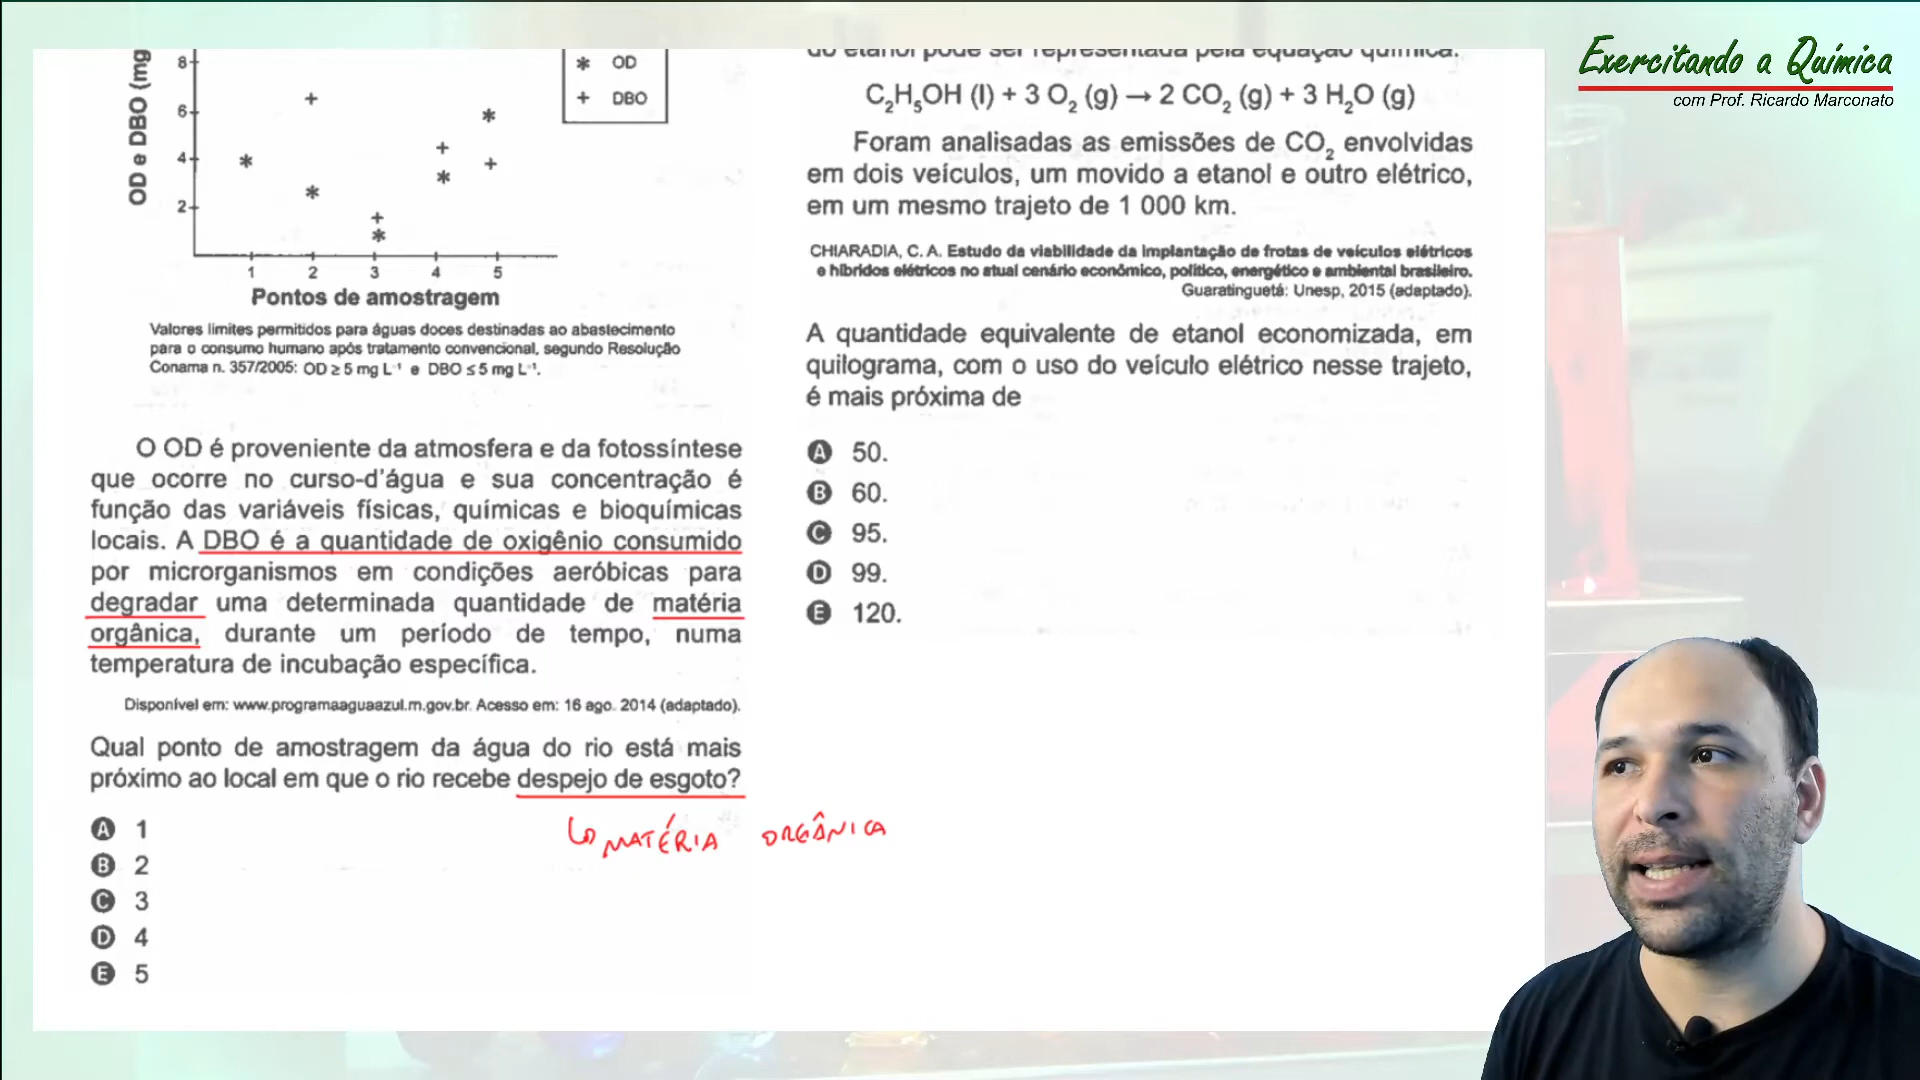 Exercitando a Química
com Prof. Ricardo Marconato
OD e DBO (mg
8
6
4
2
* OD
+ DBO
1 2 3 4 5
Pontos de amostragem
Valores limites permitidos para águas doces destinadas ao abastecimento
para o consumo humano após tratamento convencional, segundo Resolução
Conama n. 357/2005: OD ≥ 5 mg L⁻¹ e DBO ≤ 5 mg L⁻¹.
O OD é proveniente da atmosfera e da fotossíntese
que ocorre no curso-d'água e sua concentração é
função das variáveis físicas, químicas e bioquímicas
locais. A DBO é a quantidade de oxigênio consumido
por microrganismos em condições aeróbicas para
degradar uma determinada quantidade de matéria
orgânica, durante um período de tempo, numa
temperatura de incubação específica.
Disponível em: www.programaaguaazul.rn.gov.br. Acesso em: 16 ago. 2014 (adaptado).
Qual ponto de amostragem da água do rio está mais
próximo ao local em que o rio recebe despejo de esgoto?
MATÉRIA ORGÂNICA
A 1
B 2
C 3
D 4
E 5
do etanol pode ser representada pela equação química:
C₂H₅OH (l) + 3 O₂ (g) → 2 CO₂ (g) + 3 H₂O (g)
Foram analisadas as emissões de CO₂ envolvidas
em dois veículos, um movido a etanol e outro elétrico,
em um mesmo trajeto de 1 000 km.
CHIARADIA, C. A. Estudo da viabilidade da implantação de frotas de veículos elétricos
e híbridos elétricos no atual cenário econômico, político, energético e ambiental brasileiro.
Guaratinguetá: Unesp, 2015 (adaptado).
A quantidade equivalente de etanol economizada, em
quilograma, com o uso do veículo elétrico nesse trajeto,
é mais próxima de
A 50.
B 60.
C 95.
D 99.
E 120.